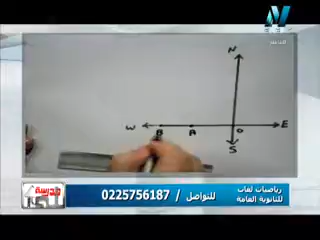 N
W
B
A
O
E
S
مدرسة
للتواصل / 0225756187
رياضيات لغات
للثانوية العامة